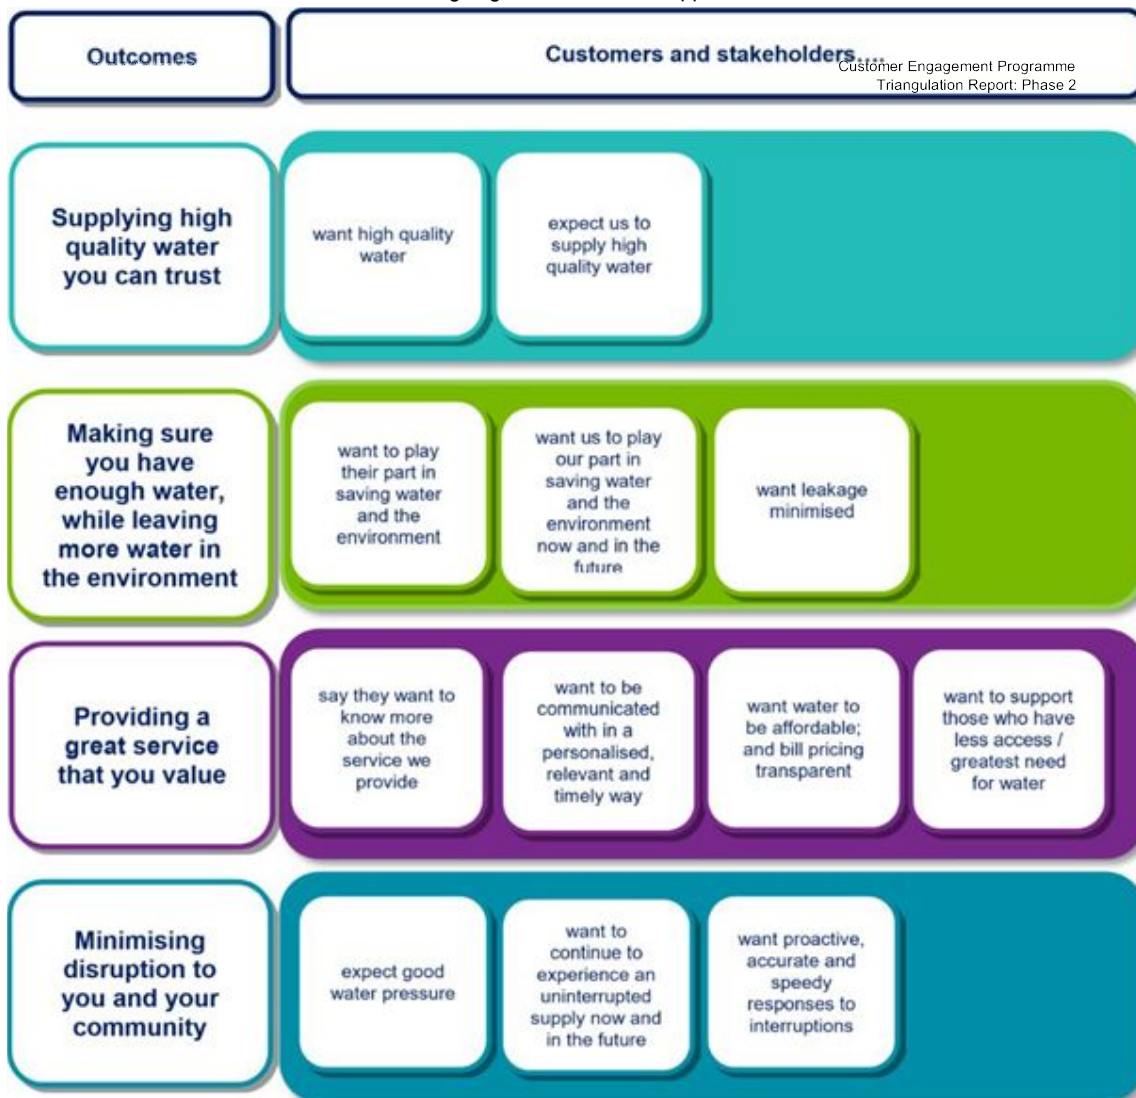 Outcomes
Customers and stakeholders....
Customer Engagement Programme
Triangulation Report: Phase 2
Supplying high
quality water
you can trust
want high quality
water
expect us to
supply high
quality water
Making sure
you have
enough water,
while leaving
more water in
the environment
want to play
their part in
saving water
and the
environment
want us to play
our part in
saving water
and the
environment
now and in the
future
want leakage
minimised
Providing a
great service
that you value
say they want to
know more
about the
service we
provide
want to be
communicated
with in a
personalised,
relevant and
timely way
want water to
be affordable;
and bill pricing
transparent
want to support
those who have
less access /
greatest need
for water
Minimising
disruption to
you and your
community
expect good
water pressure
want to
continue to
experience an
uninterrupted
supply now and
in the future
want proactive,
accurate and
speedy
responses to
interruptions